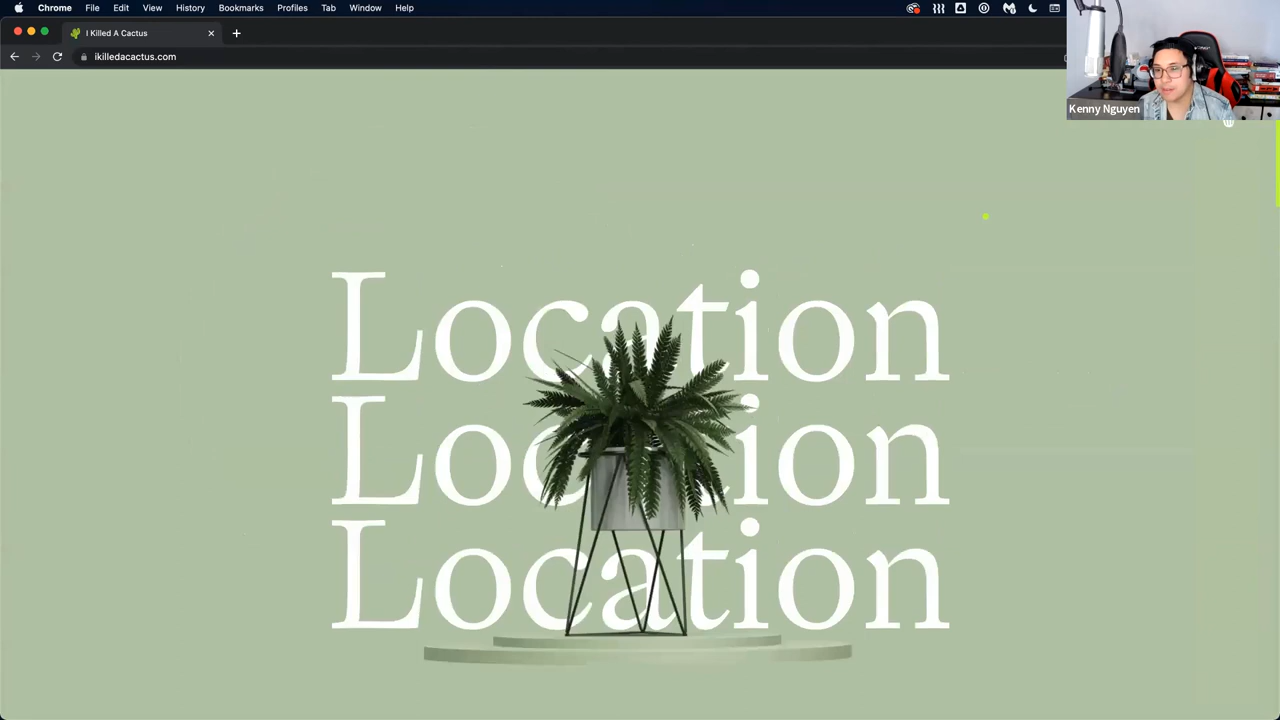 Chrome File Edit View History Bookmarks Profiles Tab Window Help
I Killed A Cactus
ikilledacactus.com
Kenny Nguyen
Location
Location
Location